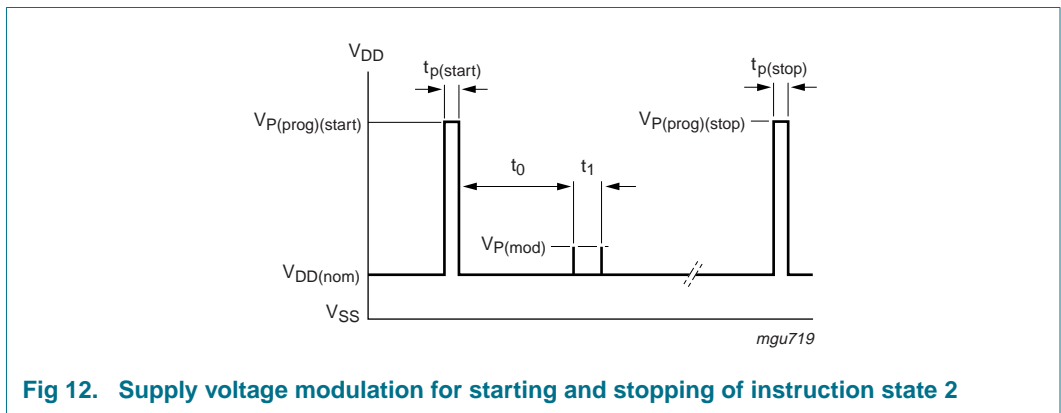 VDD
tp(start)
tp(stop)
VP(prog)(start)
VP(prog)(stop)
t0
t1
VP(mod)
VDD(nom)
VSS
mgu719
Fig 12. Supply voltage modulation for starting and stopping of instruction state 2